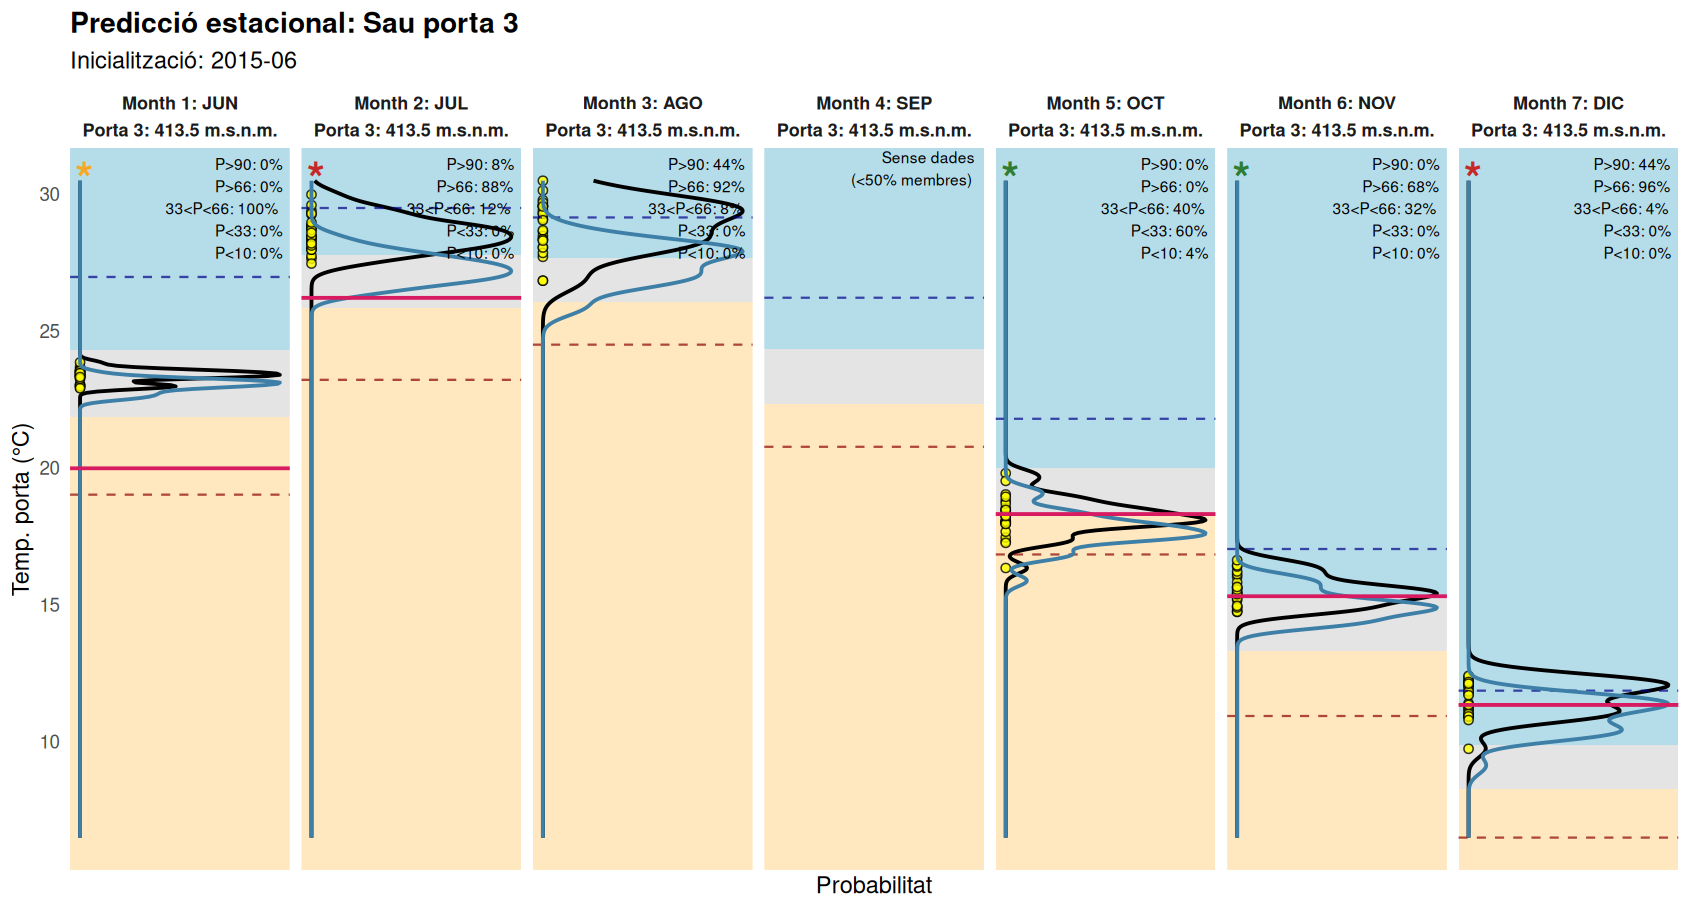 Predicció estacional: Sau porta 3
Inicialització: 2015-06
Month 1: JUN
Porta 3: 413.5 m.s.n.m.
Month 2: JUL
Porta 3: 413.5 m.s.n.m.
Month 3: AGO
Porta 3: 413.5 m.s.n.m.
Month 4: SEP
Porta 3: 413.5 m.s.n.m.
Month 5: OCT
Porta 3: 413.5 m.s.n.m.
Month 6: NOV
Porta 3: 413.5 m.s.n.m.
Month 7: DIC
Porta 3: 413.5 m.s.n.m.
Temp. porta (°C)
30
25
20
15
10
*
P>90: 0%
P>66: 0%
33<P<66: 100%
P<33: 0%
P<10: 0%
*
P>90: 8%
P>66: 88%
33<P<66: 12%
P<33: 0%
P<10: 0%
P>90: 44%
P>66: 92%
33<P<66: 8%
P<33: 0%
P<10: 0%
Sense dades
(<50% membres)
*
P>90: 0%
P>66: 0%
33<P<66: 40%
P<33: 60%
P<10: 4%
*
P>90: 0%
P>66: 68%
33<P<66: 32%
P<33: 0%
P<10: 0%
*
P>90: 44%
P>66: 96%
33<P<66: 4%
P<33: 0%
P<10: 0%
Probabilitat